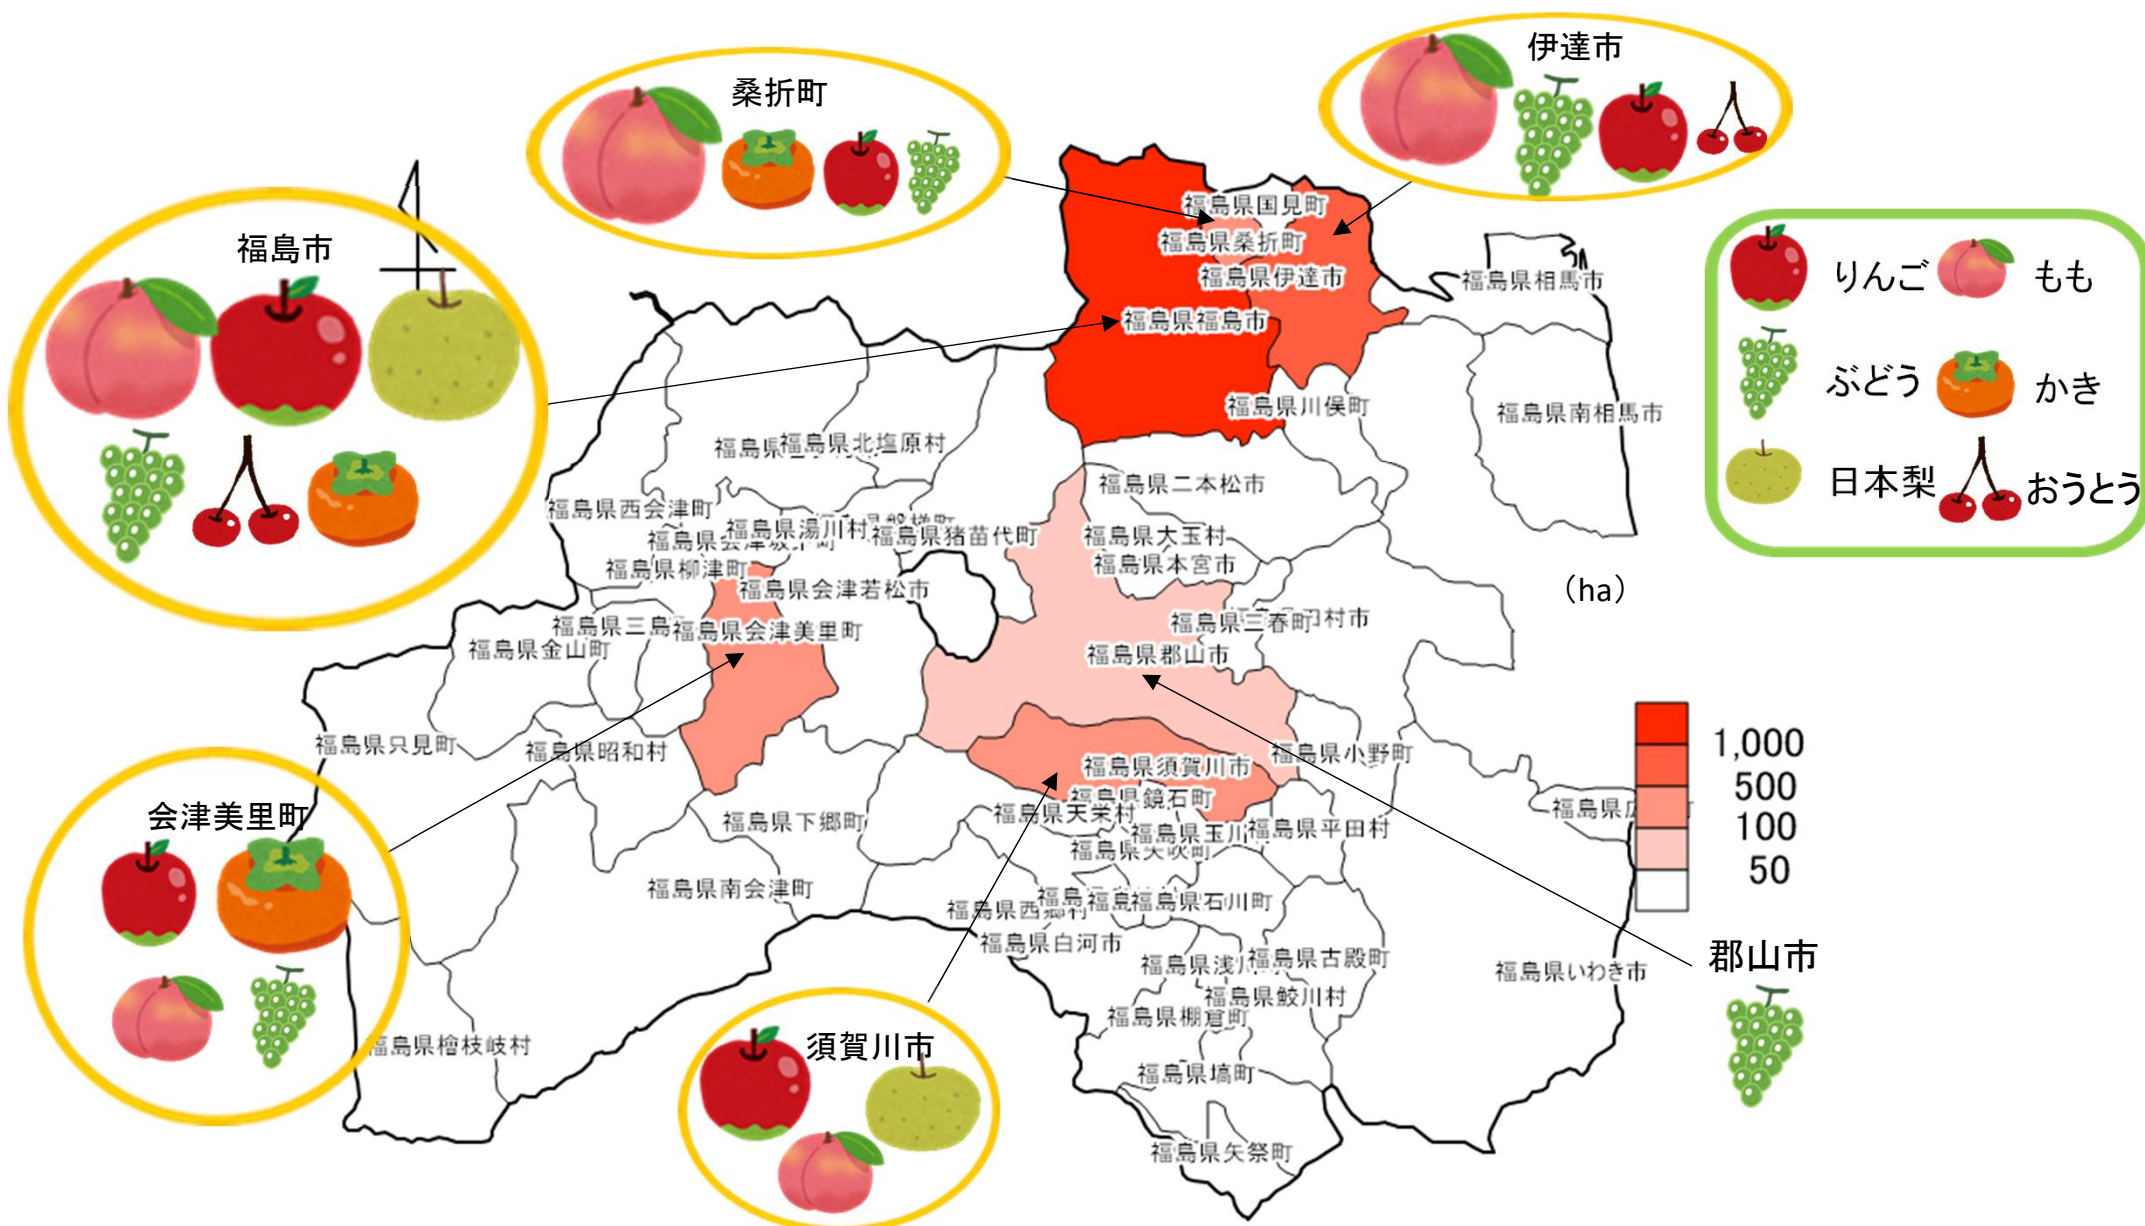 伊達市
桑折町
福島市
福島県国見町
福島県桑折町
福島県伊達市
福島県相馬市
福島県福島市
りんご
もも
ぶどう
かき
日本梨
おうとう
福島県川俣町
福島県南相馬市
福島県北塩原村
福島県二本松市
福島県西会津町
福島県湯川村
福島県猪苗代町
福島県大玉村
福島県本宮市
福島県柳津町
福島県会津若松市
(ha)
福島県三春町
福島県会津美里町
福島県金山町
福島県郡山市
福島県只見町
福島県昭和村
福島県須賀川市
福島県小野町
1,000
500
100
50
会津美里町
福島県鏡石町
福島県天栄村
福島県下郷町
福島県平田村
福島県南会津町
福島県石川町
福島県白河市
福島県古殿町
福島県いわき市
郡山市
福島県鮫川村
福島県棚倉町
須賀川市
福島県檜枝岐村
福島県塙町
福島県矢祭町